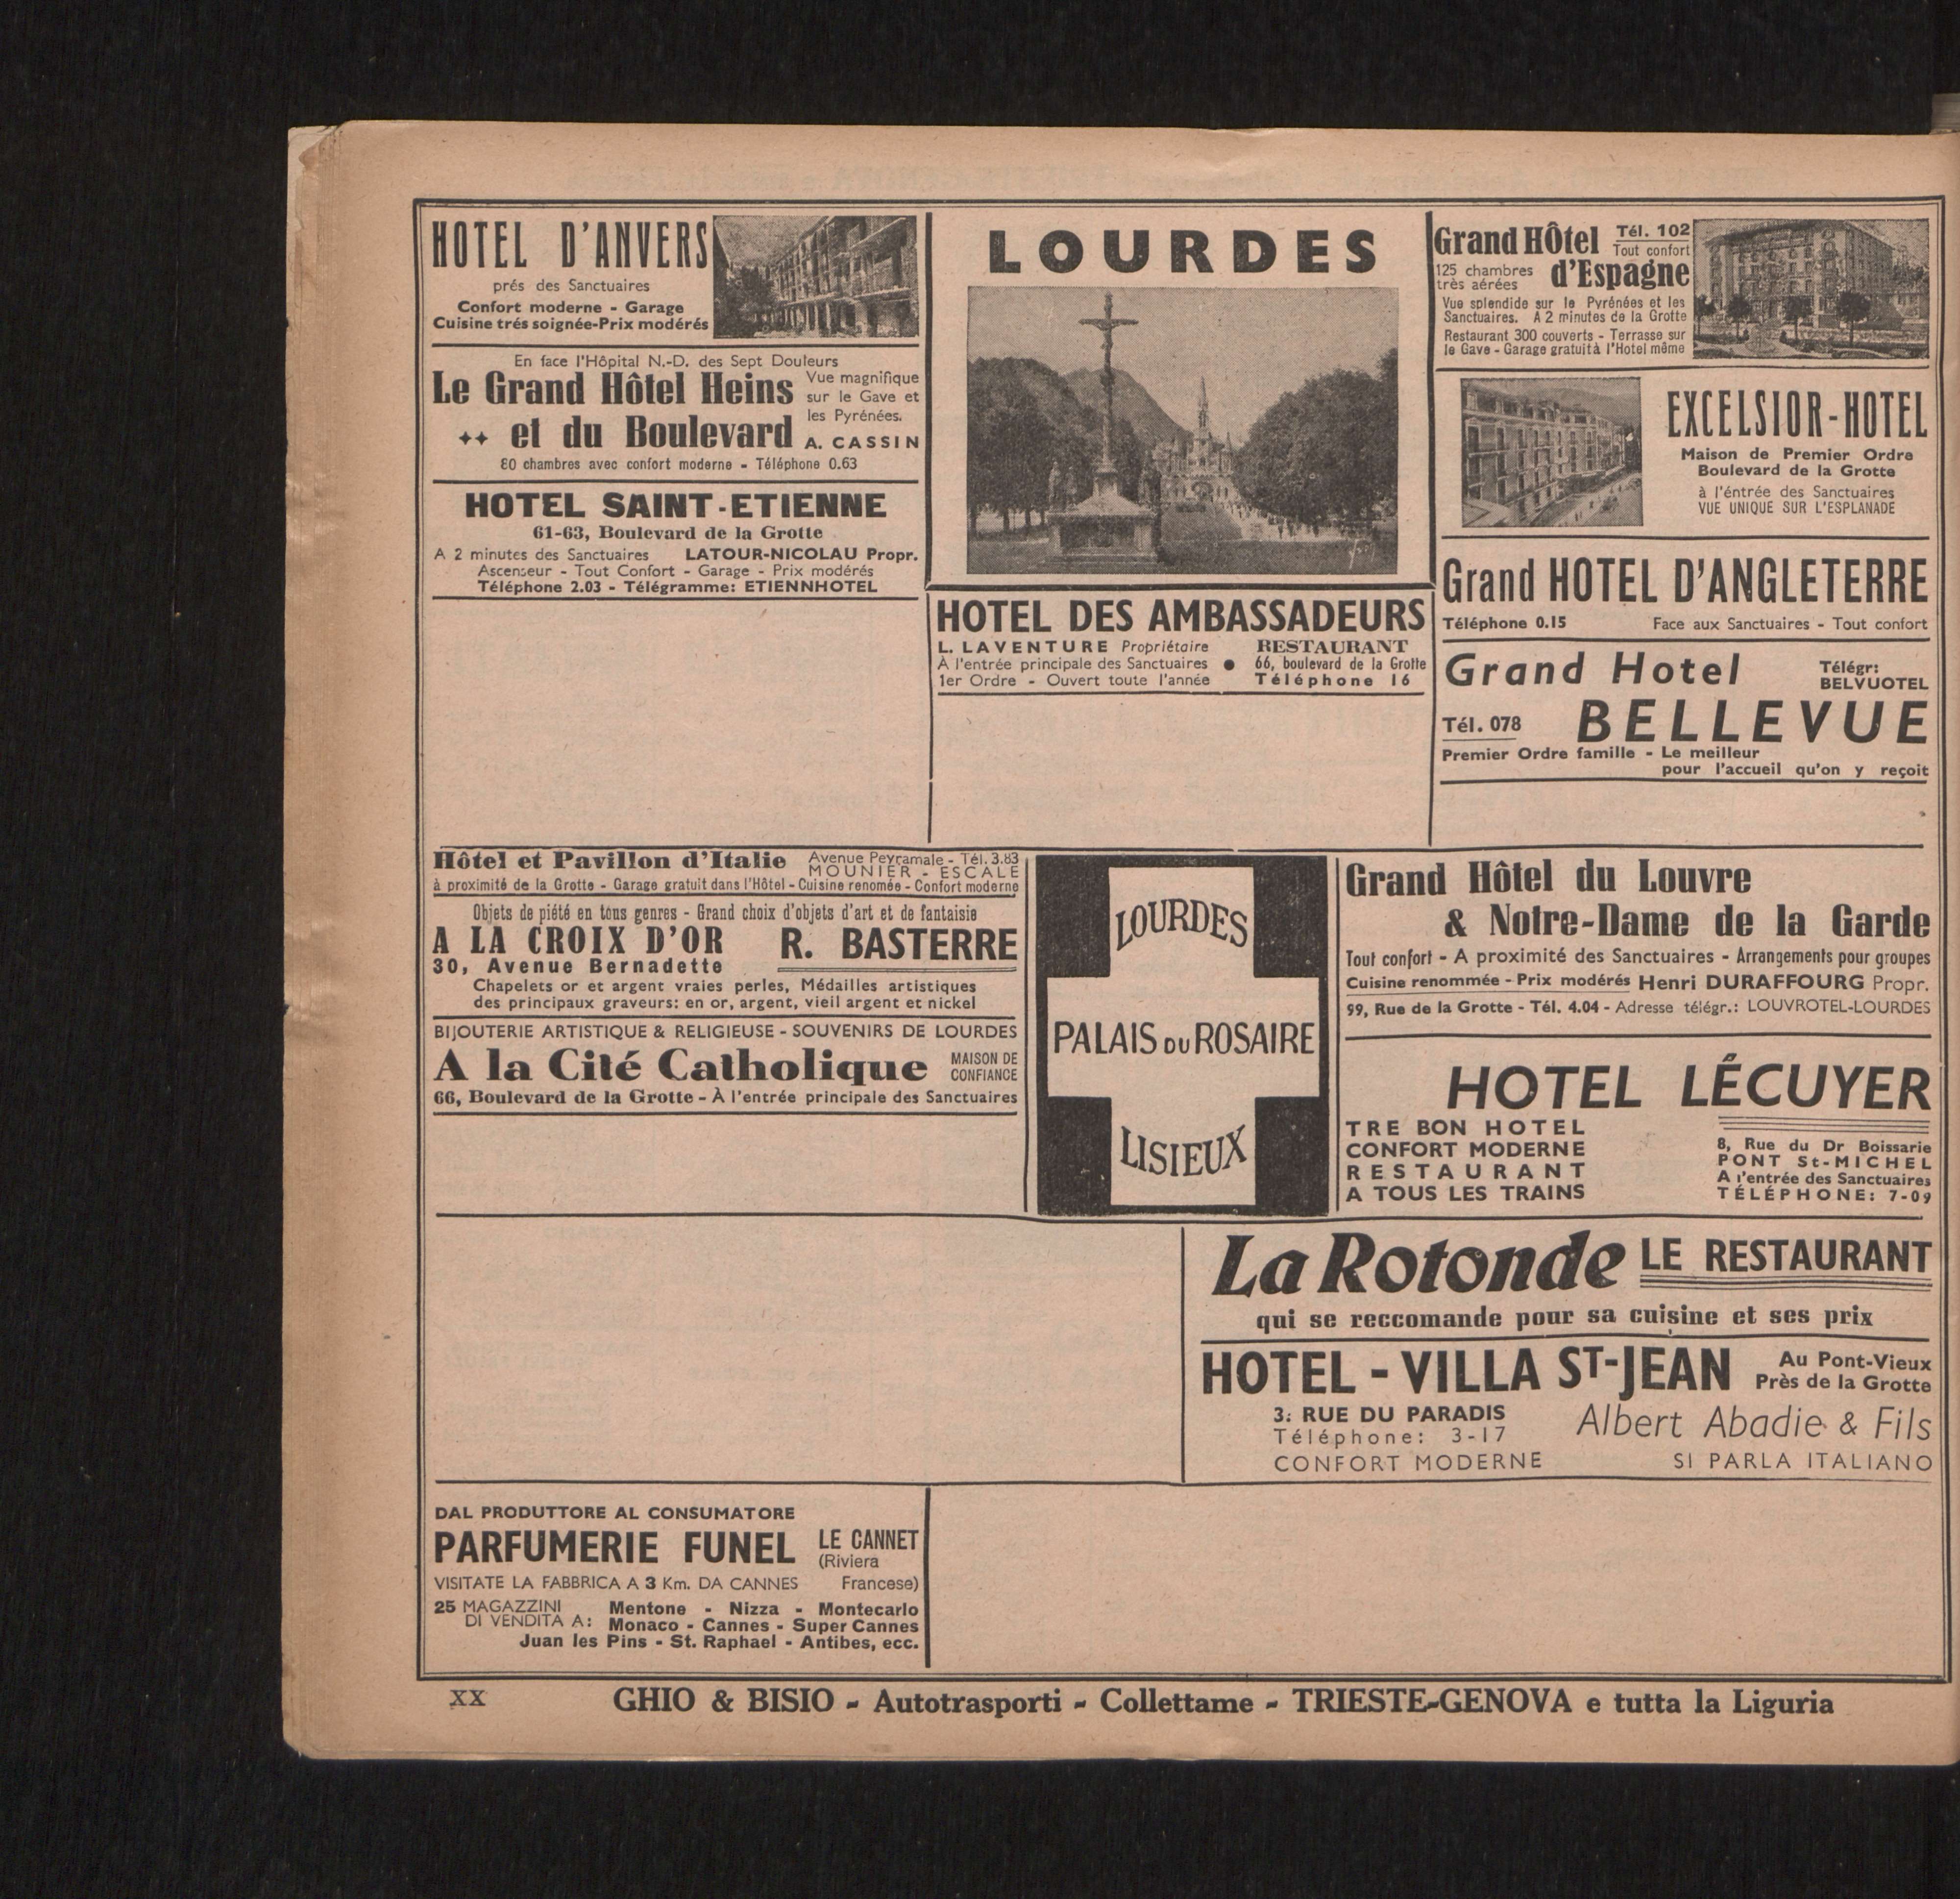 HOTEL D'ANVERS
prés des Sanctuaires
Confort moderne - Garage
Cuisine trés soignée-Prix modérés
En face l'Hôpital N.-D. des Sept Douleurs
Le Grand Hôtel Heins
et du Boulevard
Vue magnifique
sur le Gave et
les Pyrénées.
A. CASSIN
80 chambres avec confort moderne - Téléphone 0.63
HOTEL SAINT-ETIENNE
61-63, Boulevard de la Grotte
A 2 minutes des Sanctuaires LATOUR-NICOLAU Propr.
Ascenseur - Tout Confort - Garage - Prix modérés
Téléphone 2.03 - Télégramme: ETIENNHOTEL
LOURDES
HOTEL DES AMBASSADEURS
L. LAVENTURE Propriétaire
À l'entrée principale des Sanctuaires
1er Ordre - Ouvert toute l'année
RESTAURANT
66, boulevard de la Grotte
Téléphone 16
Grand HÔtel Tél. 102
Tout confort
125 chambres
très aérées
d'Espagne
Vue splendide sur le Pyrénées et les
Sanctuaires. A 2 minutes de la Grotte
Restaurant 300 couverts - Terrasse sur
le Gave - Garage gratuit à l'Hotel même
EXCELSIOR-HOTEL
Maison de Premier Ordre
Boulevard de la Grotte
à l'éntrée des Sanctuaires
VUE UNIQUE SUR L'ESPLANADE
Grand HOTEL D'ANGLETERRE
Téléphone 0.15 Face aux Sanctuaires - Tout confort
Grand Hotel
Télégr:
BELVUOTEL
Tél. 078 BELLEVUE
Premier Ordre famille - Le meilleur
pour l'accueil qu'on y reçoit
Hôtel et Pavillon d'Italie
Avenue Peyramale - Tél. 3.83
MOUNIER - ESCALE
à proximité de la Grotte - Garage gratuit dans l'Hôtel - Cuisine renomée - Confort moderne
Objets de piété en tous genres - Grand choix d'objets d'art et de fantaisie
A LA CROIX D'OR R. BASTERRE
30, Avenue Bernadette
Chapelets or et argent vraies perles, Médailles artistiques
des principaux graveurs: en or, argent, vieil argent et nickel
BIJOUTERIE ARTISTIQUE & RELIGIEUSE - SOUVENIRS DE LOURDES
A la Cité Catholique
MAISON DE
CONFIANCE
66, Boulevard de la Grotte - À l'entrée principale des Sanctuaires
LOURDES
PALAIS DU ROSAIRE
LISIEUX
Grand Hôtel du Louvre
& Notre-Dame de la Garde
Tout confort - A proximité des Sanctuaires - Arrangements pour groupes
Cuisine renommée - Prix modérés Henri DURAFFOURG Propr.
99, Rue de la Grotte - Tél. 4.04 - Adresse télégr.: LOUVROTEL-LOURDES
HOTEL LÉCUYER
TRE BON HOTEL
CONFORT MODERNE
RESTAURANT
A TOUS LES TRAINS
8, Rue du Dr Boissarie
PONT St-MICHEL
A l'entrée des Sanctuaires
TÉLÉPHONE: 7-09
La Rotonde LE RESTAURANT
qui se reccomande pour sa cuisine et ses prix
HOTEL - VILLA ST-JEAN
Au Pont-Vieux
Près de la Grotte
3: RUE DU PARADIS
Téléphone: 3-17
CONFORT MODERNE
Albert Abadie & Fils
SI PARLA ITALIANO
DAL PRODUTTORE AL CONSUMATORE
PARFUMERIE FUNEL
LE CANNET
(Riviera
Francese)
VISITATE LA FABBRICA A 3 Km. DA CANNES
25 MAGAZZINI
DI VENDITA A:
Mentone - Nizza - Montecarlo
Monaco - Cannes - Super Cannes
Juan les Pins - St. Raphael - Antibes, ecc.
XX
GHIO & BISIO - Autotrasporti - Collettame - TRIESTE-GENOVA e tutta la Liguria